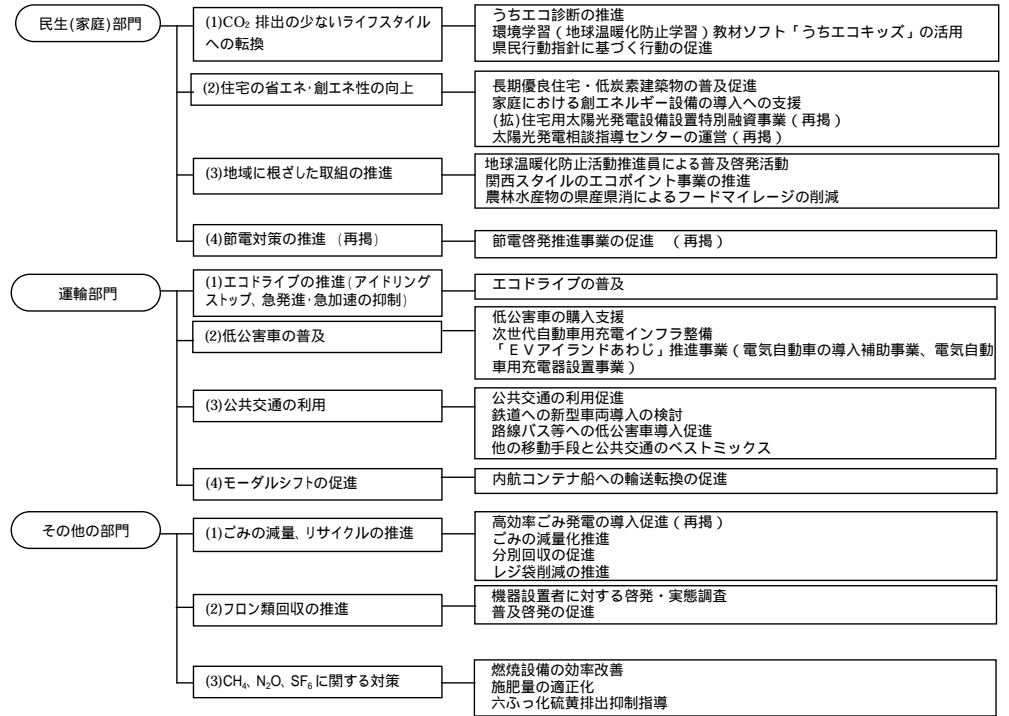 民生(家庭)部門
(1)CO₂ 排出の少ないライフスタイル
への転換
うちエコ診断の推進
環境学習（地球温暖化防止学習）教材ソフト「うちエコキッズ」の活用
県民行動指針に基づく行動の促進
(2)住宅の省エネ･創エネ性の向上
長期優良住宅・低炭素建築物の普及促進
家庭における創エネルギー設備の導入への支援
(拡)住宅用太陽光発電設備設置特別融資事業（再掲）
太陽光発電相談指導センターの運営（再掲）
(3)地域に根ざした取組の推進
地球温暖化防止活動推進員による普及啓発活動
関西スタイルのエコポイント事業の推進
農林水産物の県産県消によるフードマイレージの削減
(4)節電対策の推進 (再掲)
節電啓発推進事業の促進　（再掲）
運輸部門
(1)エコドライブの推進(アイドリング
ストップ、急発進･急加速の抑制)
エコドライブの普及
(2)低公害車の普及
低公害車の購入支援
次世代自動車用充電インフラ整備
「ＥＶアイランドあわじ」推進事業（電気自動車の導入補助事業、電気自動
車用充電器設置事業）
(3)公共交通の利用
公共交通の利用促進
鉄道への新型車両導入の検討
路線バス等への低公害車導入促進
他の移動手段と公共交通のベストミックス
(4)モーダルシフトの促進
内航コンテナ船への輸送転換の促進
その他の部門
(1)ごみの減量、リサイクルの推進
高効率ごみ発電の導入促進（再掲）
ごみの減量化推進
分別回収の促進
レジ袋削減の推進
(2)フロン類回収の推進
機器設置者に対する啓発・実態調査
普及啓発の促進
(3)CH₄、N₂O、SF₆ に関する対策
燃焼設備の効率改善
施肥量の適正化
六ふっ化硫黄排出抑制指導